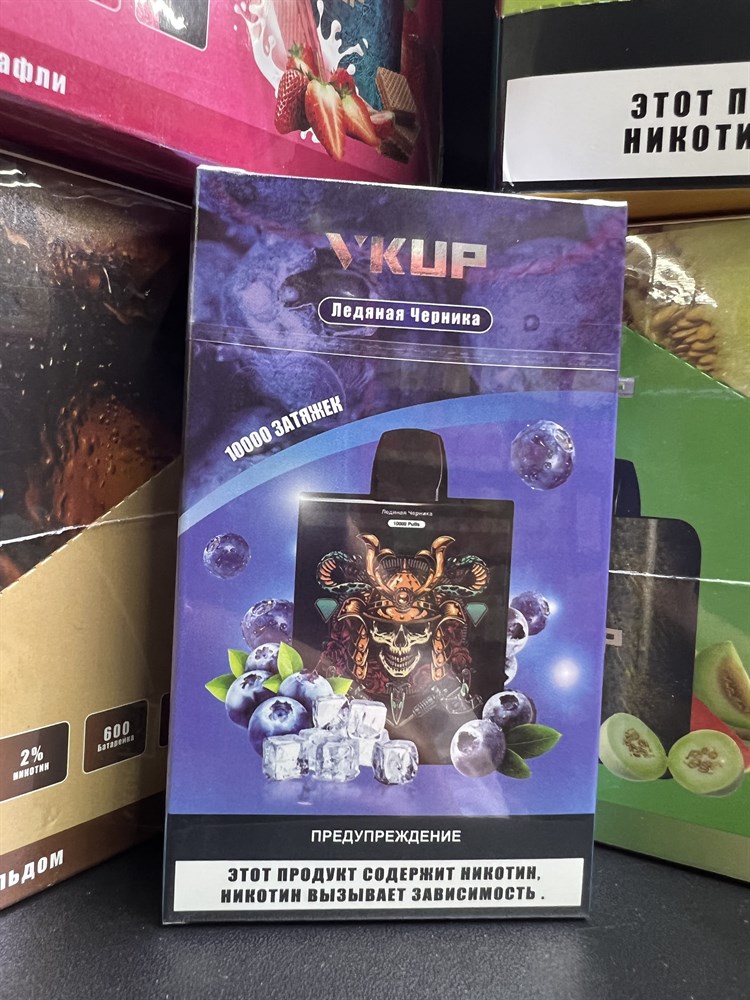 афли
ЭТОТ П
НИКОТИ
VKUP
Ледяная Черника
10000 ЗАТЯЖЕК
Ледяная Черника
10000 Puffs
P
2%
никотин
600
Батарейка
ЛЬДОМ
ПРЕДУПРЕЖДЕНИЕ
ЭТОТ ПРОДУКТ СОДЕРЖИТ НИКОТИН,
НИКОТИН ВЫЗЫВАЕТ ЗАВИСИМОСТЬ .